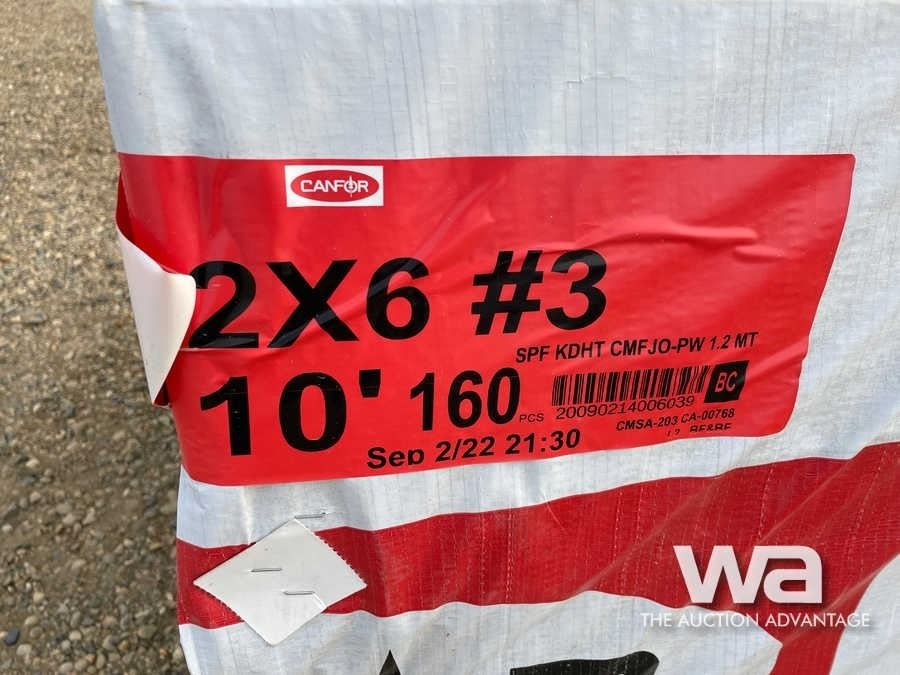 CANFOR
2X6 #3
SPF KDHT CMFJO-PW 1.2 MT
10' 160 PCS
BC
20090214006039
CMSA-203 CA-00768
Sep 2/22 21:30
wa
THE AUCTION ADVANTAGE